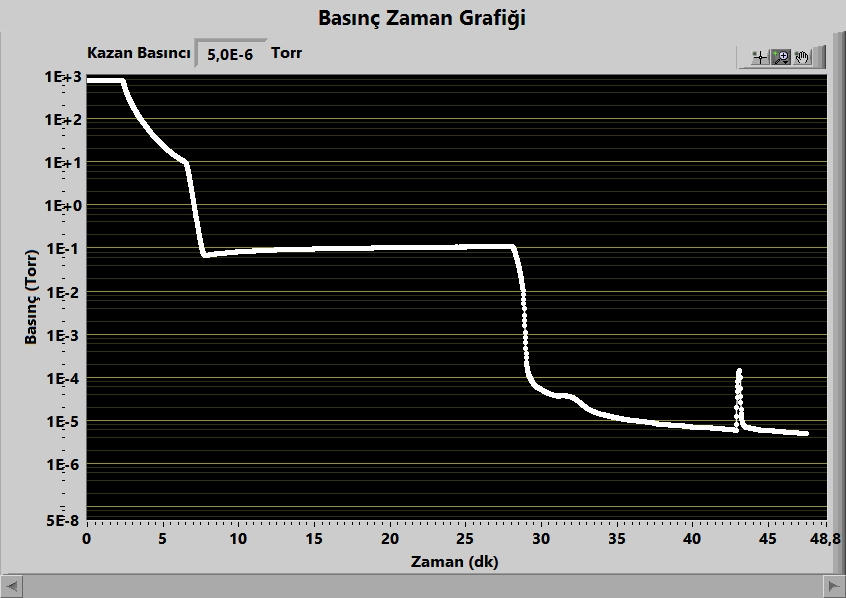 Basınç Zaman Grafiği
Kazan Basıncı 5,0E-6 Torr
1E+3
1E+2
1E+1
1E+0
1E-1
1E-2
1E-3
1E-4
1E-5
1E-6
5E-8
Basınç (Torr)
0 5 10 15 20 25 30 35 40 45 48,8
Zaman (dk)